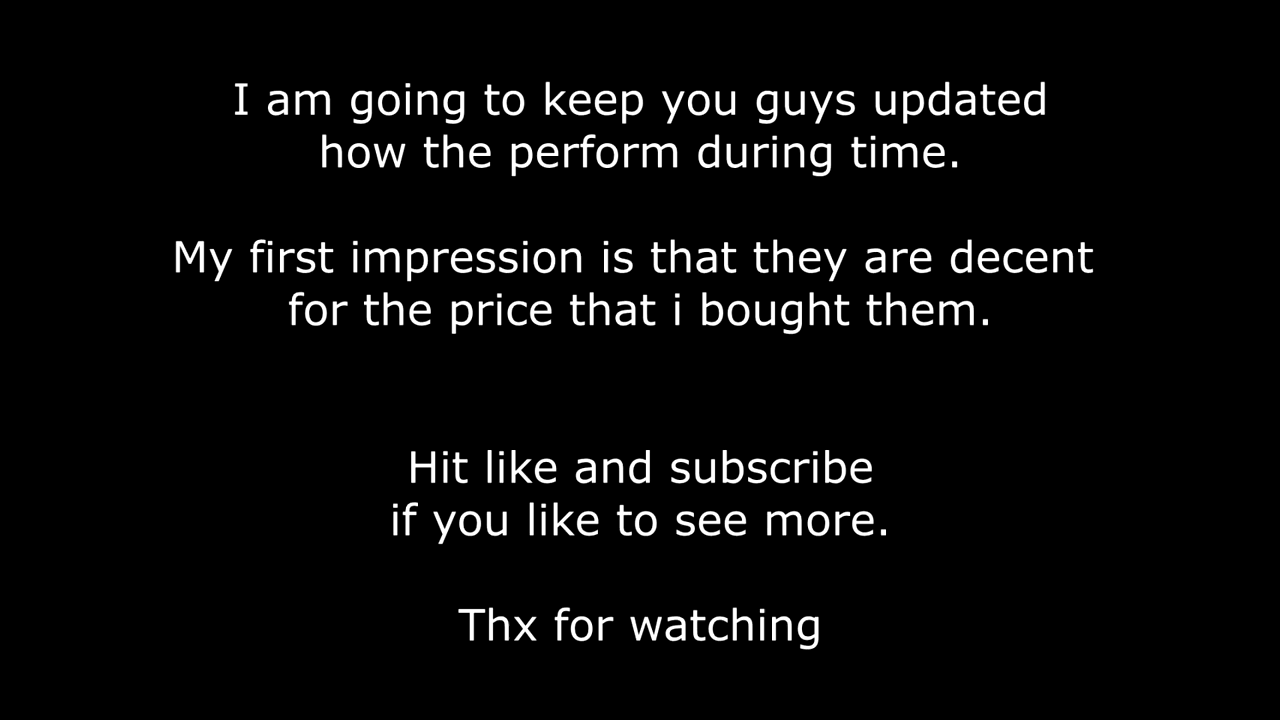 I am going to keep you guys updated
how the perform during time.
My first impression is that they are decent
for the price that i bought them.
Hit like and subscribe
if you like to see more.
Thx for watching